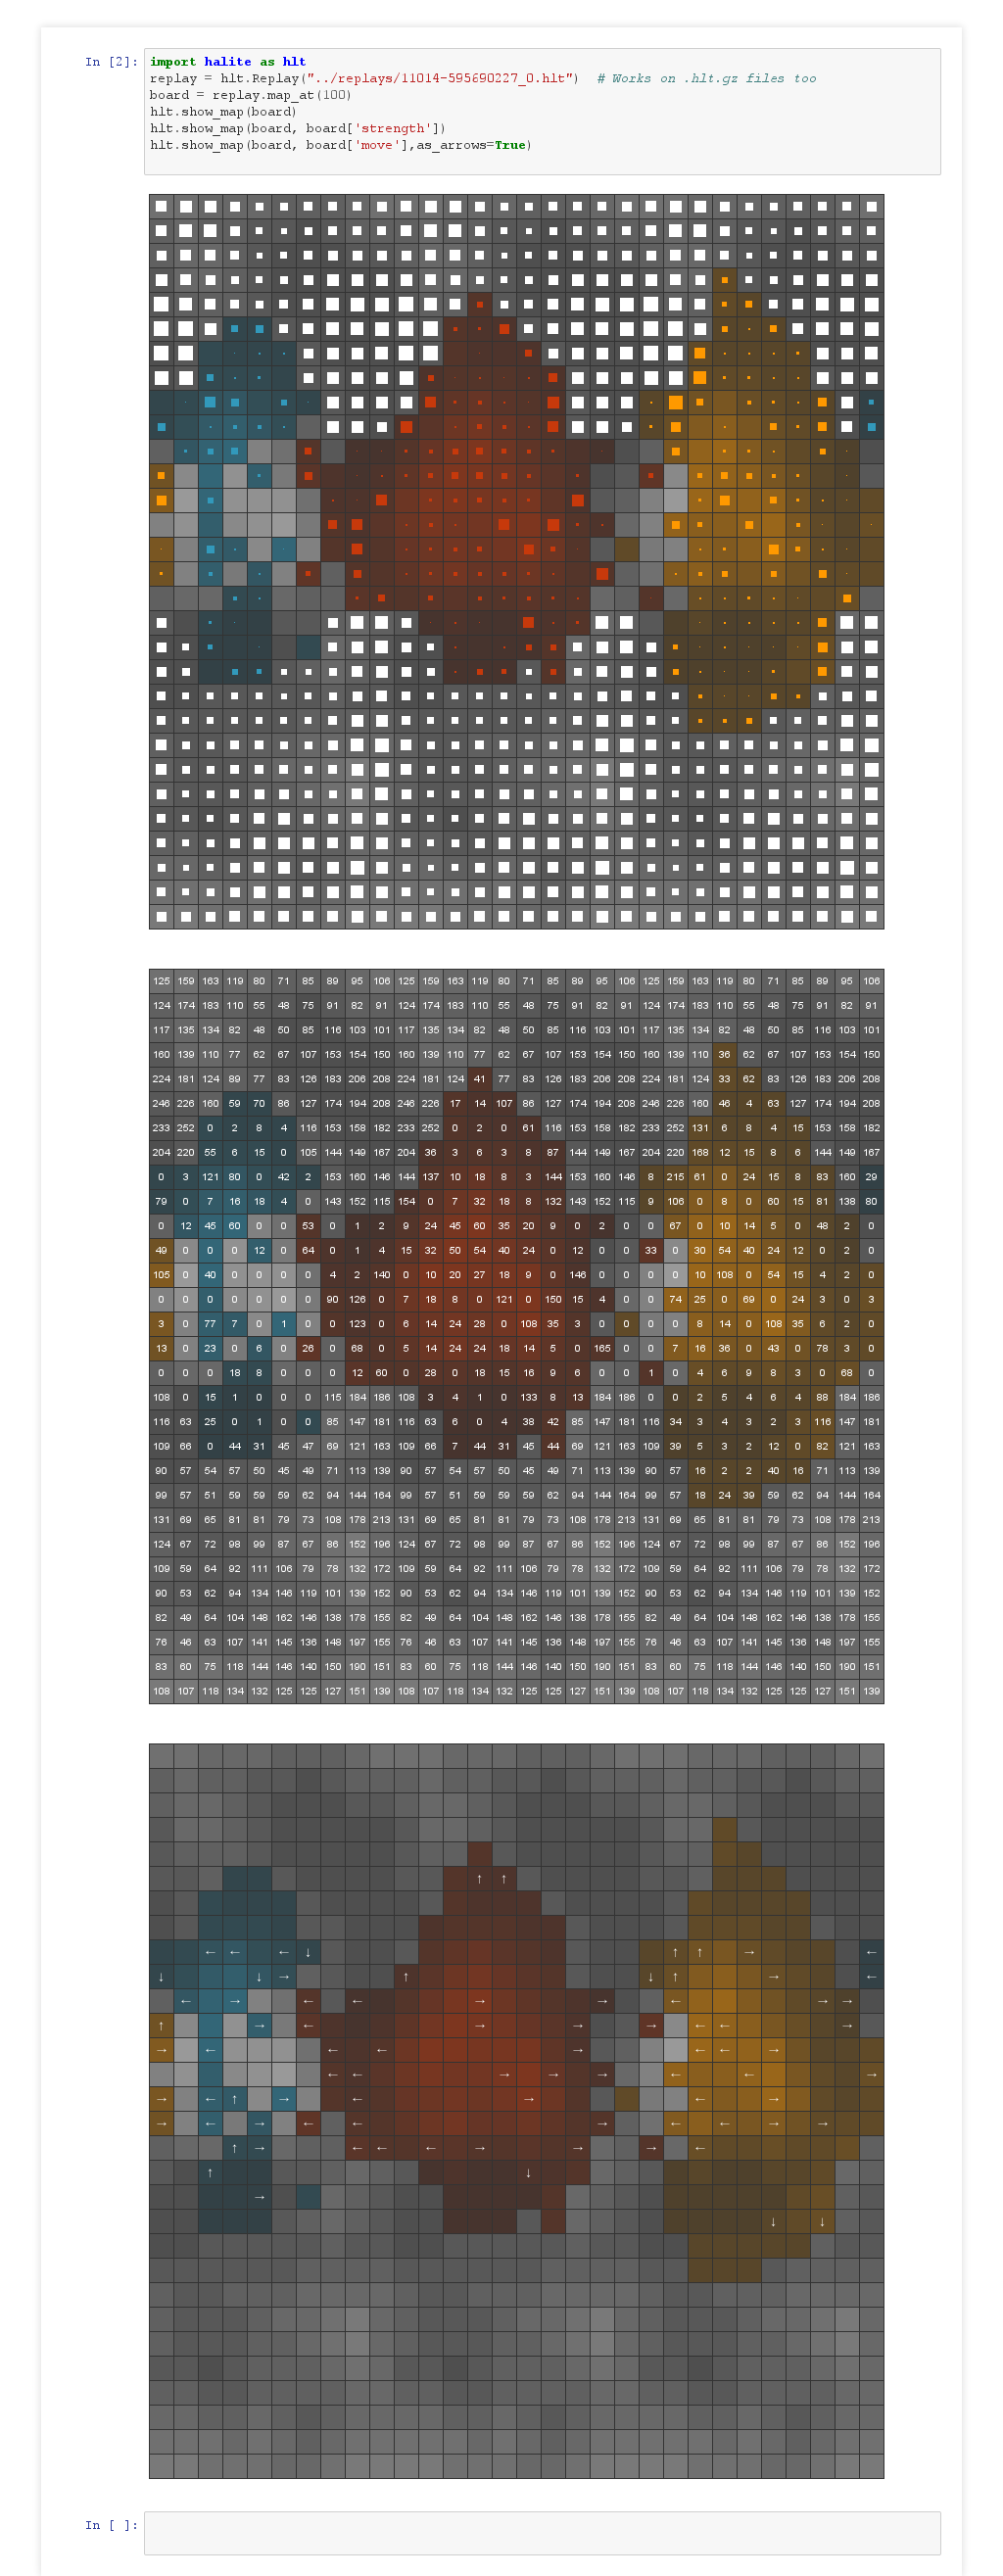 In [2]:
import halite as hlt
replay = hlt.Replay("../replays/11014-595690227_0.hlt")  # Works on .hlt.gz files too
board = replay.map_at(100)
hlt.show_map(board)
hlt.show_map(board, board['strength'])
hlt.show_map(board, board['move'],as_arrows=True)
125 159 163 119 80 71 85 89 95 106 125 159 163 119 80 71 85 89 95 106 125 159 163 119 80 71 85 89 95 106
124 174 183 110 55 48 75 91 82 91 124 174 183 110 55 48 75 91 82 91 124 174 183 110 55 48 75 91 82 91
117 135 134 82 48 50 85 116 103 101 117 135 134 82 48 50 85 116 103 101 117 135 134 82 48 50 85 116 103 101
160 139 110 77 62 67 107 153 154 150 160 139 110 77 62 67 107 153 154 150 160 139 110 36 62 67 107 153 154 150
224 181 124 89 77 83 126 183 206 208 224 181 124 41 77 83 126 183 206 208 224 181 124 33 62 83 126 183 206 208
246 226 160 59 70 86 127 174 194 208 246 226 17 14 107 86 127 174 194 208 246 226 160 46 4 63 127 174 194 208
233 252 0 2 8 4 116 153 158 182 233 252 0 2 0 61 116 153 158 182 233 252 131 6 8 4 15 153 158 182
204 220 55 6 15 0 105 144 149 167 204 36 3 6 3 8 87 144 149 167 204 220 168 12 15 8 6 144 149 167
0 3 121 80 0 42 2 153 160 146 144 137 10 18 8 3 144 153 160 146 8 215 61 0 24 15 8 83 160 29
79 0 7 16 18 4 0 143 152 115 154 0 7 32 18 8 132 143 152 115 9 106 0 8 0 60 15 81 138 80
0 12 45 60 0 0 53 0 1 2 9 24 45 60 35 20 9 0 2 0 0 67 0 10 14 5 0 48 2 0
49 0 0 0 12 0 64 0 1 4 15 32 50 54 40 24 0 12 0 0 33 0 30 54 40 24 12 0 2 0
105 0 40 0 0 0 0 4 2 140 0 10 20 27 18 9 0 146 0 0 0 0 10 108 0 54 15 4 2 0
0 0 0 0 0 0 0 90 126 0 7 18 8 0 121 0 150 15 4 0 0 74 25 0 69 0 24 3 0 3
3 0 77 7 0 1 0 0 123 0 6 14 24 28 0 108 35 3 0 0 0 0 8 14 0 108 35 6 2 0
13 0 23 0 6 0 26 0 68 0 5 14 24 24 18 14 5 0 165 0 0 7 16 36 0 43 0 78 3 0
0 0 0 18 8 0 0 0 12 60 0 28 0 18 15 16 9 6 0 0 1 0 4 6 9 8 3 0 68 0
108 0 15 1 0 0 0 115 184 186 108 3 4 1 0 133 8 13 184 186 0 0 2 5 4 6 4 88 184 186
116 63 25 0 1 0 0 85 147 181 116 63 6 0 4 38 42 85 147 181 116 34 3 4 3 2 3 116 147 181
109 66 0 44 31 45 47 69 121 163 109 66 7 44 31 45 44 69 121 163 109 39 5 3 2 12 0 82 121 163
90 57 54 57 50 45 49 71 113 139 90 57 54 57 50 45 49 71 113 139 90 57 16 2 2 40 16 71 113 139
99 57 51 59 59 59 62 94 144 164 99 57 51 59 59 59 62 94 144 164 99 57 18 24 39 59 62 94 144 164
131 69 65 81 81 79 73 108 178 213 131 69 65 81 81 79 73 108 178 213 131 69 65 81 81 79 73 108 178 213
124 67 72 98 99 87 67 86 152 196 124 67 72 98 99 87 67 86 152 196 124 67 72 98 99 87 67 86 152 196
109 59 64 92 111 106 79 78 132 172 109 59 64 92 111 106 79 78 132 172 109 59 64 92 111 106 79 78 132 172
90 53 62 94 134 146 119 101 139 152 90 53 62 94 134 146 119 101 139 152 90 53 62 94 134 146 119 101 139 152
82 49 64 104 148 162 146 138 178 155 82 49 64 104 148 162 146 138 178 155 82 49 64 104 148 162 146 138 178 155
76 46 63 107 141 145 136 148 197 155 76 46 63 107 141 145 136 148 197 155 76 46 63 107 141 145 136 148 197 155
83 60 75 118 144 146 140 150 190 151 83 60 75 118 144 146 140 150 190 151 83 60 75 118 144 146 140 150 190 151
108 107 118 134 132 125 125 127 151 139 108 107 118 134 132 125 125 127 151 139 108 107 118 134 132 125 125 127 151 139
In [ ]: